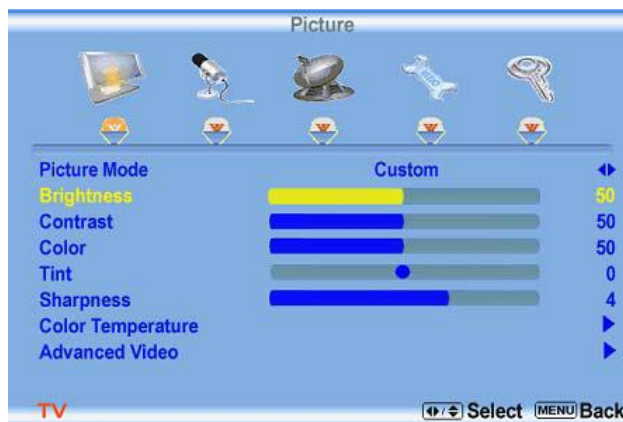 Picture
Picture Mode Custom
Brightness 50
Contrast 50
Color 50
Tint 0
Sharpness 4
Color Temperature
Advanced Video
TV Select MENU Back